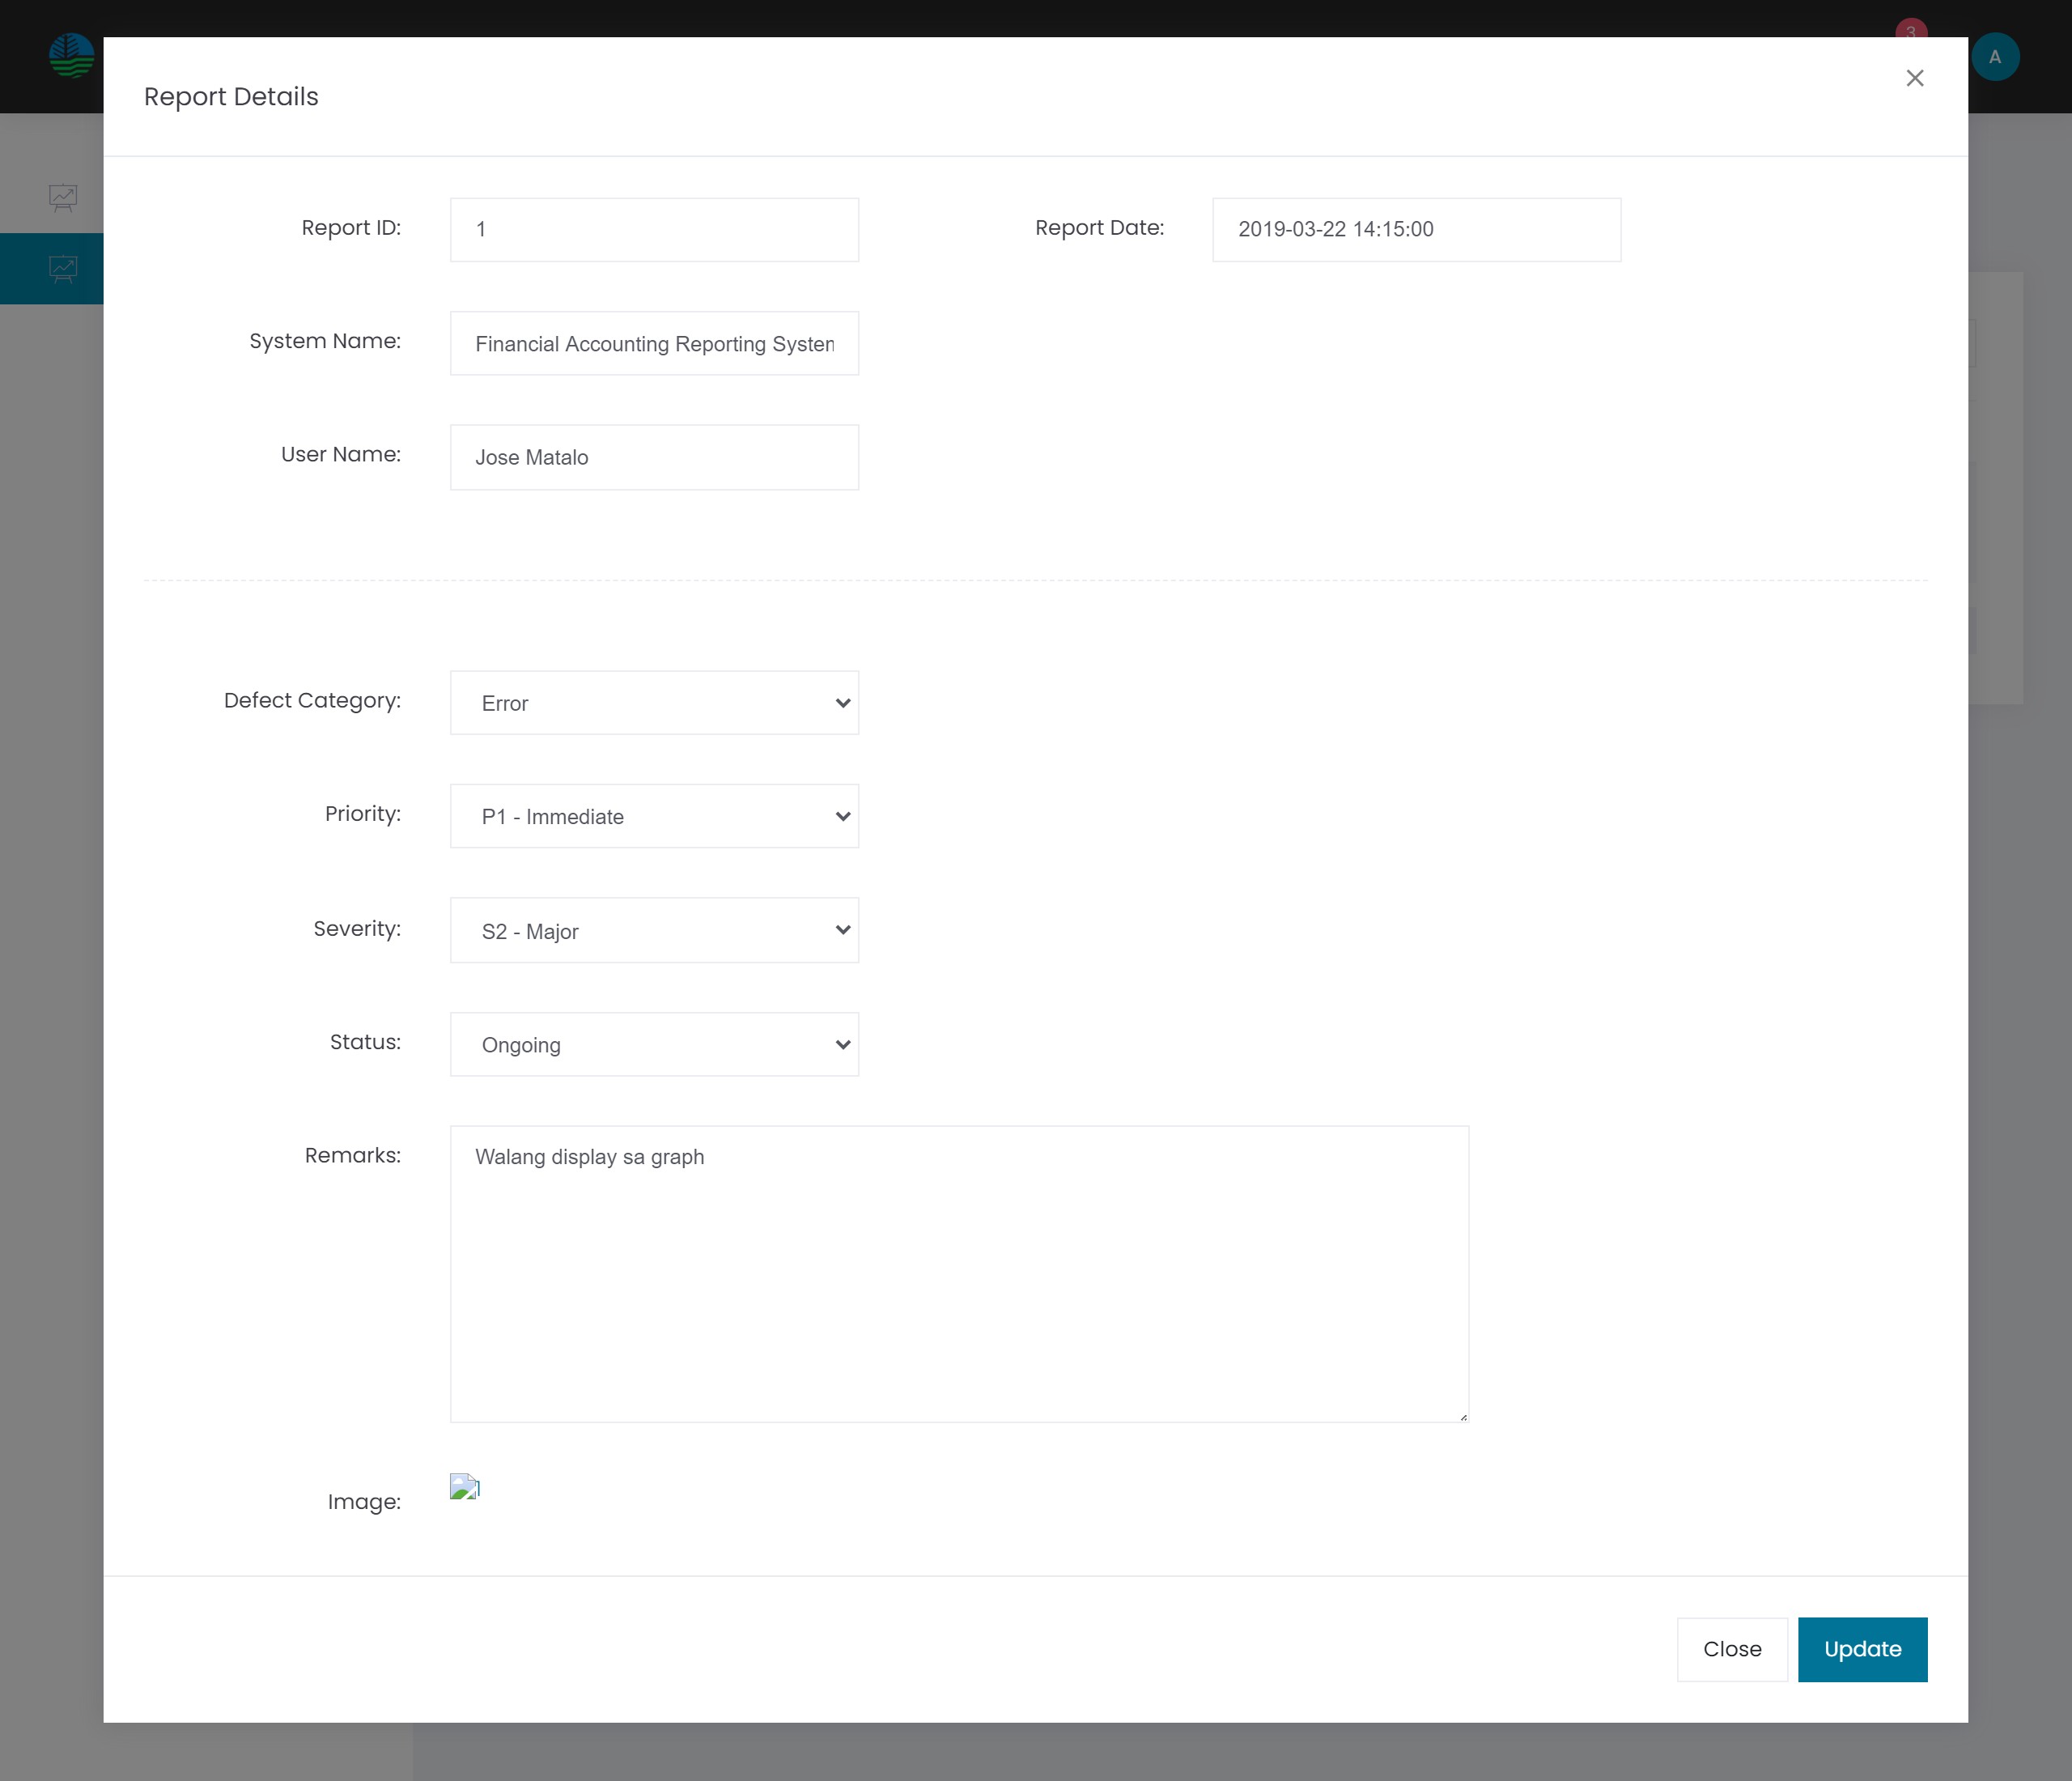 3
A
Report Details
Report ID: 1
Report Date: 2019-03-22 14:15:00
System Name: Financial Accounting Reporting System
User Name: Jose Matalo
Defect Category: Error
Priority: P1 - Immediate
Severity: S2 - Major
Status: Ongoing
Remarks: Walang display sa graph
Image:
Close
Update